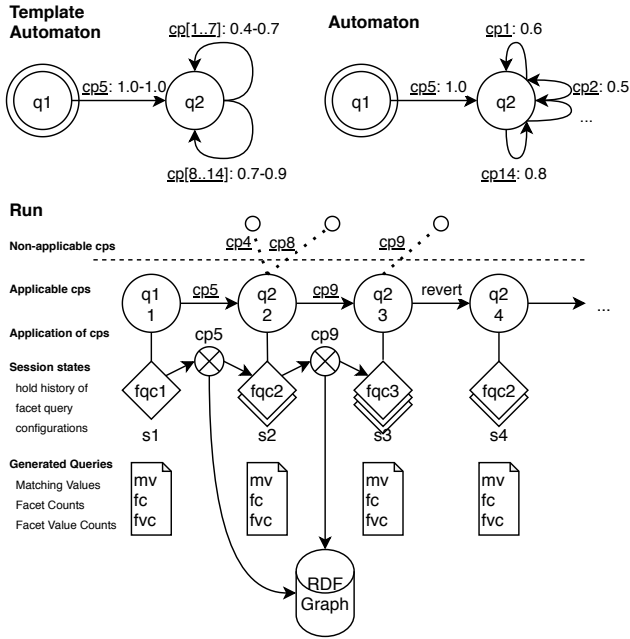 Template
Automaton
cp[1..7]: 0.4-0.7
q1
cp5: 1.0-1.0
q2
cp[8..14]: 0.7-0.9
Automaton
cp1: 0.6
q1
cp5: 1.0
q2
cp2: 0.5
...
cp14: 0.8
Run
Non-applicable cps
cp4
cp8
cp9
Applicable cps
q1
1
cp5
q2
2
cp9
q2
3
revert
q2
4
...
Application of cps
cp5
cp9
Session states
hold history of
facet query
configurations
fqc1
fqc2
fqc3
fqc2
s1
s2
s3
s4
Generated Queries
Matching Values
Facet Counts
Facet Value Counts
mv
fc
fvc
mv
fc
fvc
mv
fc
fvc
mv
fc
fvc
RDF
Graph